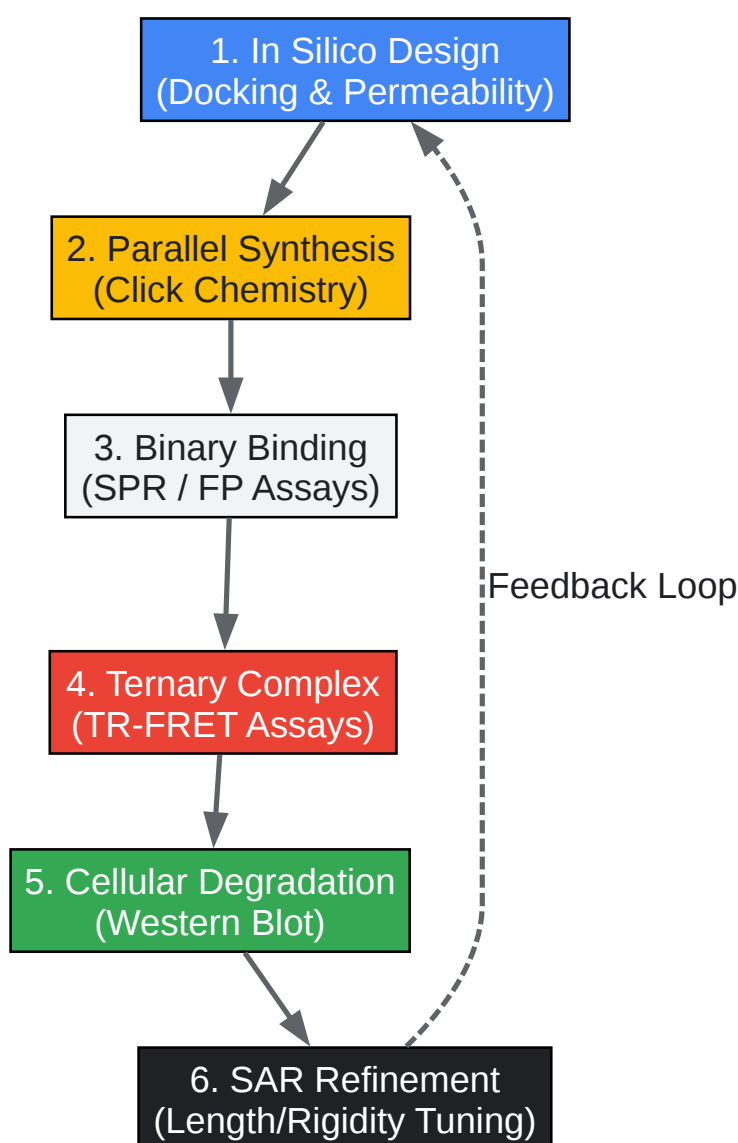 1. In Silico Design
(Docking & Permeability)
2. Parallel Synthesis
(Click Chemistry)
3. Binary Binding
(SPR / FP Assays)
Feedback Loop
4. Ternary Complex
(TR-FRET Assays)
5. Cellular Degradation
(Western Blot)
6. SAR Refinement
(Length/Rigidity Tuning)